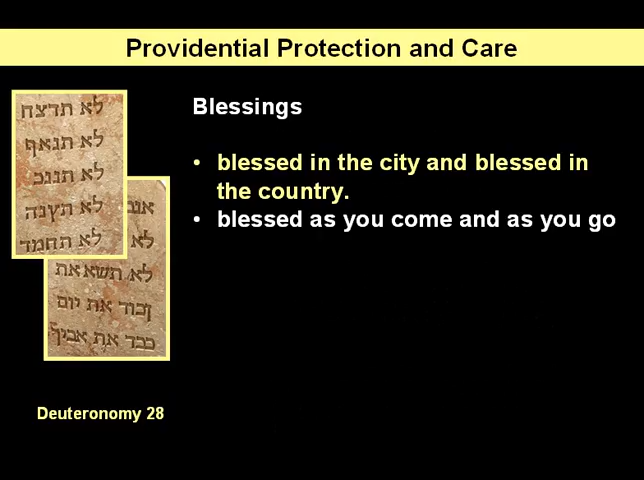 Providential Protection and Care
Blessings
• blessed in the city and blessed in
the country.
• blessed as you come and as you go
לא תרצח
לא תנאף
לא תגנב
לא תענה
לא תחמד
אנכ
לא
לא תשא את
זכור את יום
כבד את אביך
Deuteronomy 28